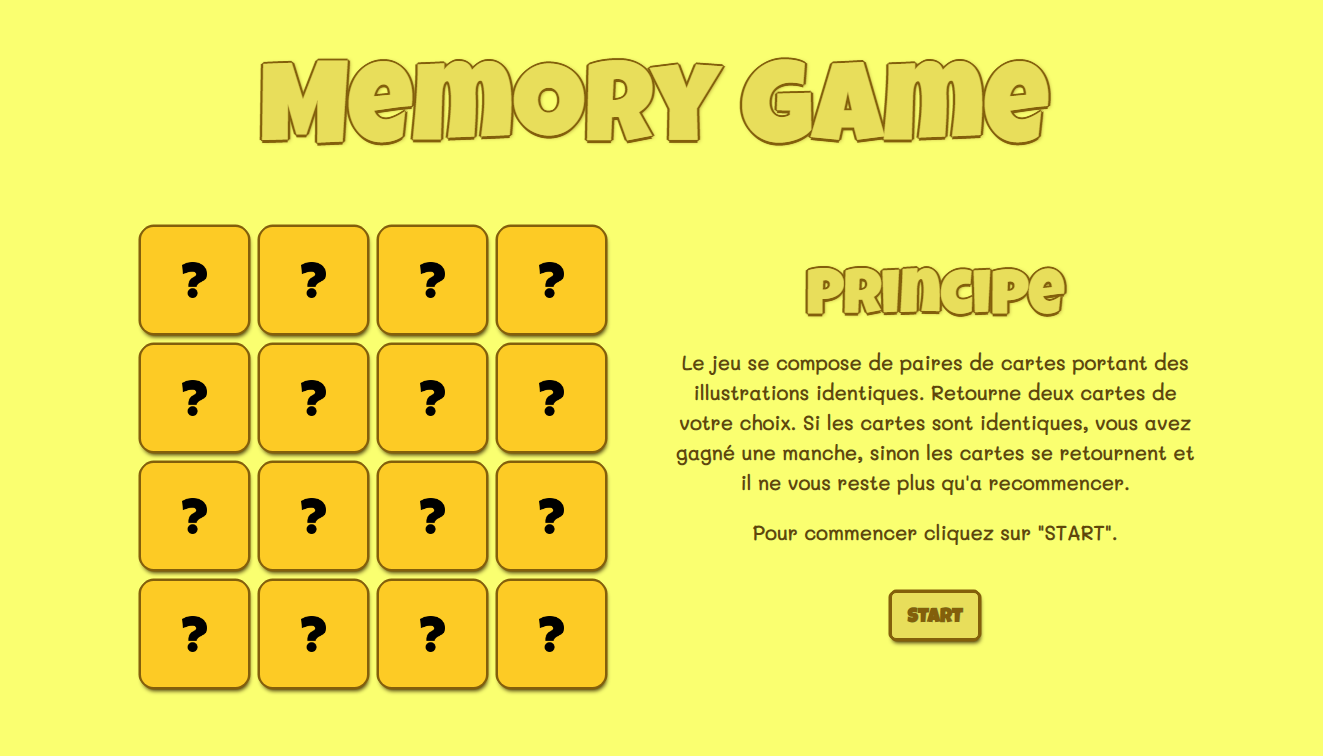 Memory Game
? ? ? ?
? ? ? ?
? ? ? ?
? ? ? ?
Principe
Le jeu se compose de paires de cartes portant des
illustrations identiques. Retourne deux cartes de
votre choix. Si les cartes sont identiques, vous avez
gagné une manche, sinon les cartes se retournent et
il ne vous reste plus qu'a recommencer.
Pour commencer cliquez sur "START".
START